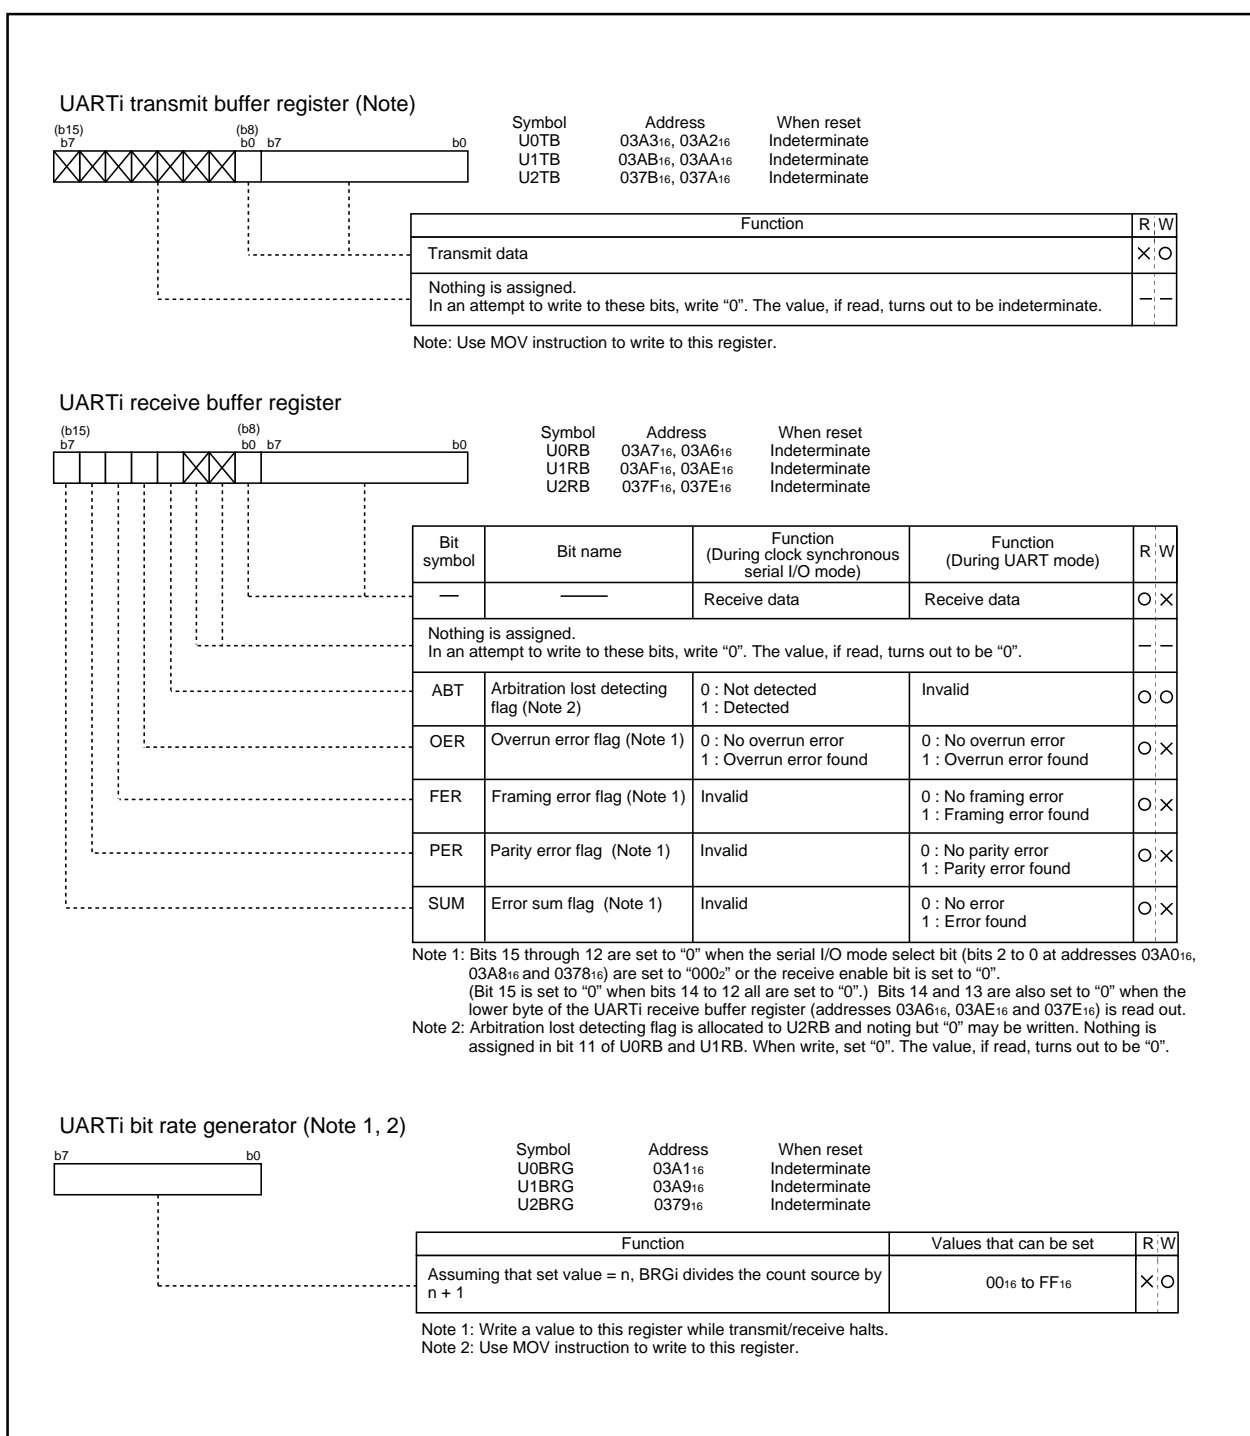 UARTi transmit buffer register (Note)
(b15) (b8)
b7 b0 b7 b0
Symbol Address When reset
U0TB 03A3₁₆, 03A2₁₆ Indeterminate
U1TB 03AB₁₆, 03AA₁₆ Indeterminate
U2TB 037B₁₆, 037A₁₆ Indeterminate
Function R W
Transmit data
Nothing is assigned.
In an attempt to write to these bits, write “0”. The value, if read, turns out to be indeterminate.
Note: Use MOV instruction to write to this register.
UARTi receive buffer register
(b15) (b8)
b7 b0 b7 b0
Symbol Address When reset
U0RB 03A7₁₆, 03A6₁₆ Indeterminate
U1RB 03AF₁₆, 03AE₁₆ Indeterminate
U2RB 037F₁₆, 037E₁₆ Indeterminate
Bit symbol Bit name Function (During clock synchronous serial I/O mode) Function (During UART mode) R W
Receive data Receive data
Nothing is assigned.
In an attempt to write to these bits, write “0”. The value, if read, turns out to be “0”.
ABT Arbitration lost detecting flag (Note 2) 0 : Not detected 1 : Detected Invalid
OER Overrun error flag (Note 1) 0 : No overrun error 1 : Overrun error found 0 : No overrun error 1 : Overrun error found
FER Framing error flag (Note 1) Invalid 0 : No framing error 1 : Framing error found
PER Parity error flag (Note 1) Invalid 0 : No parity error 1 : Parity error found
SUM Error sum flag (Note 1) Invalid 0 : No error 1 : Error found
Note 1: Bits 15 through 12 are set to “0” when the serial I/O mode select bit (bits 2 to 0 at addresses 03A0₁₆,
03A8₁₆ and 0378₁₆) are set to “000₂” or the receive enable bit is set to “0”.
(Bit 15 is set to “0” when bits 14 to 12 all are set to “0”.) Bits 14 and 13 are also set to “0” when the
lower byte of the UARTi receive buffer register (addresses 03A6₁₆, 03AE₁₆ and 037E₁₆) is read out.
Note 2: Arbitration lost detecting flag is allocated to U2RB and noting but “0” may be written. Nothing is
assigned in bit 11 of U0RB and U1RB. When write, set “0”. The value, if read, turns out to be “0”.
UARTi bit rate generator (Note 1, 2)
b7 b0
Symbol Address When reset
U0BRG 03A1₁₆ Indeterminate
U1BRG 03A9₁₆ Indeterminate
U2BRG 0379₁₆ Indeterminate
Function Values that can be set R W
Assuming that set value = n, BRGi divides the count source by n + 1 00₁₆ to FF₁₆
Note 1: Write a value to this register while transmit/receive halts.
Note 2: Use MOV instruction to write to this register.